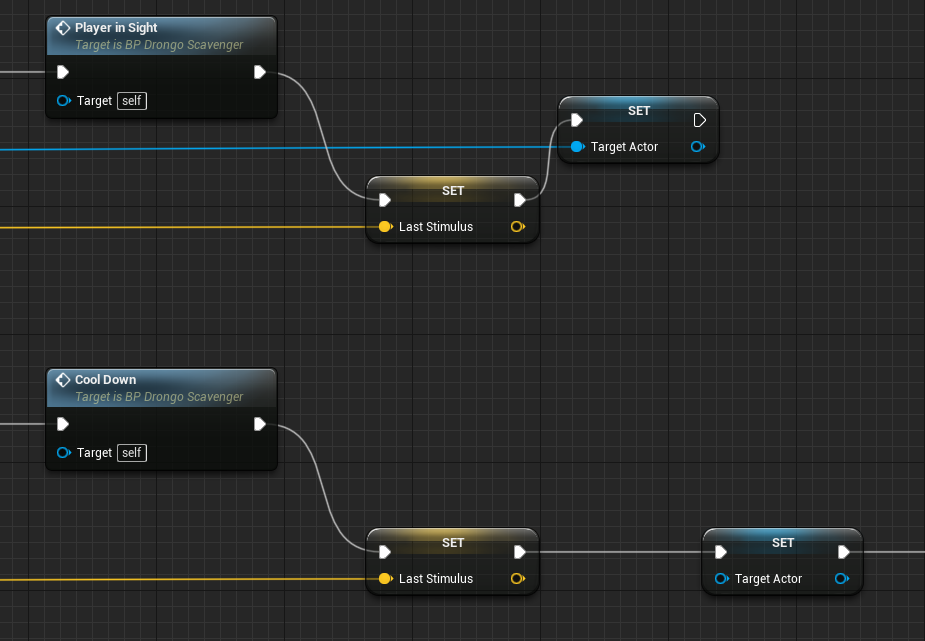 Player in Sight
Target is BP Drongo Scavenger
Target self
SET
Target Actor
SET
Last Stimulus
Cool Down
Target is BP Drongo Scavenger
Target self
SET
Last Stimulus
SET
Target Actor